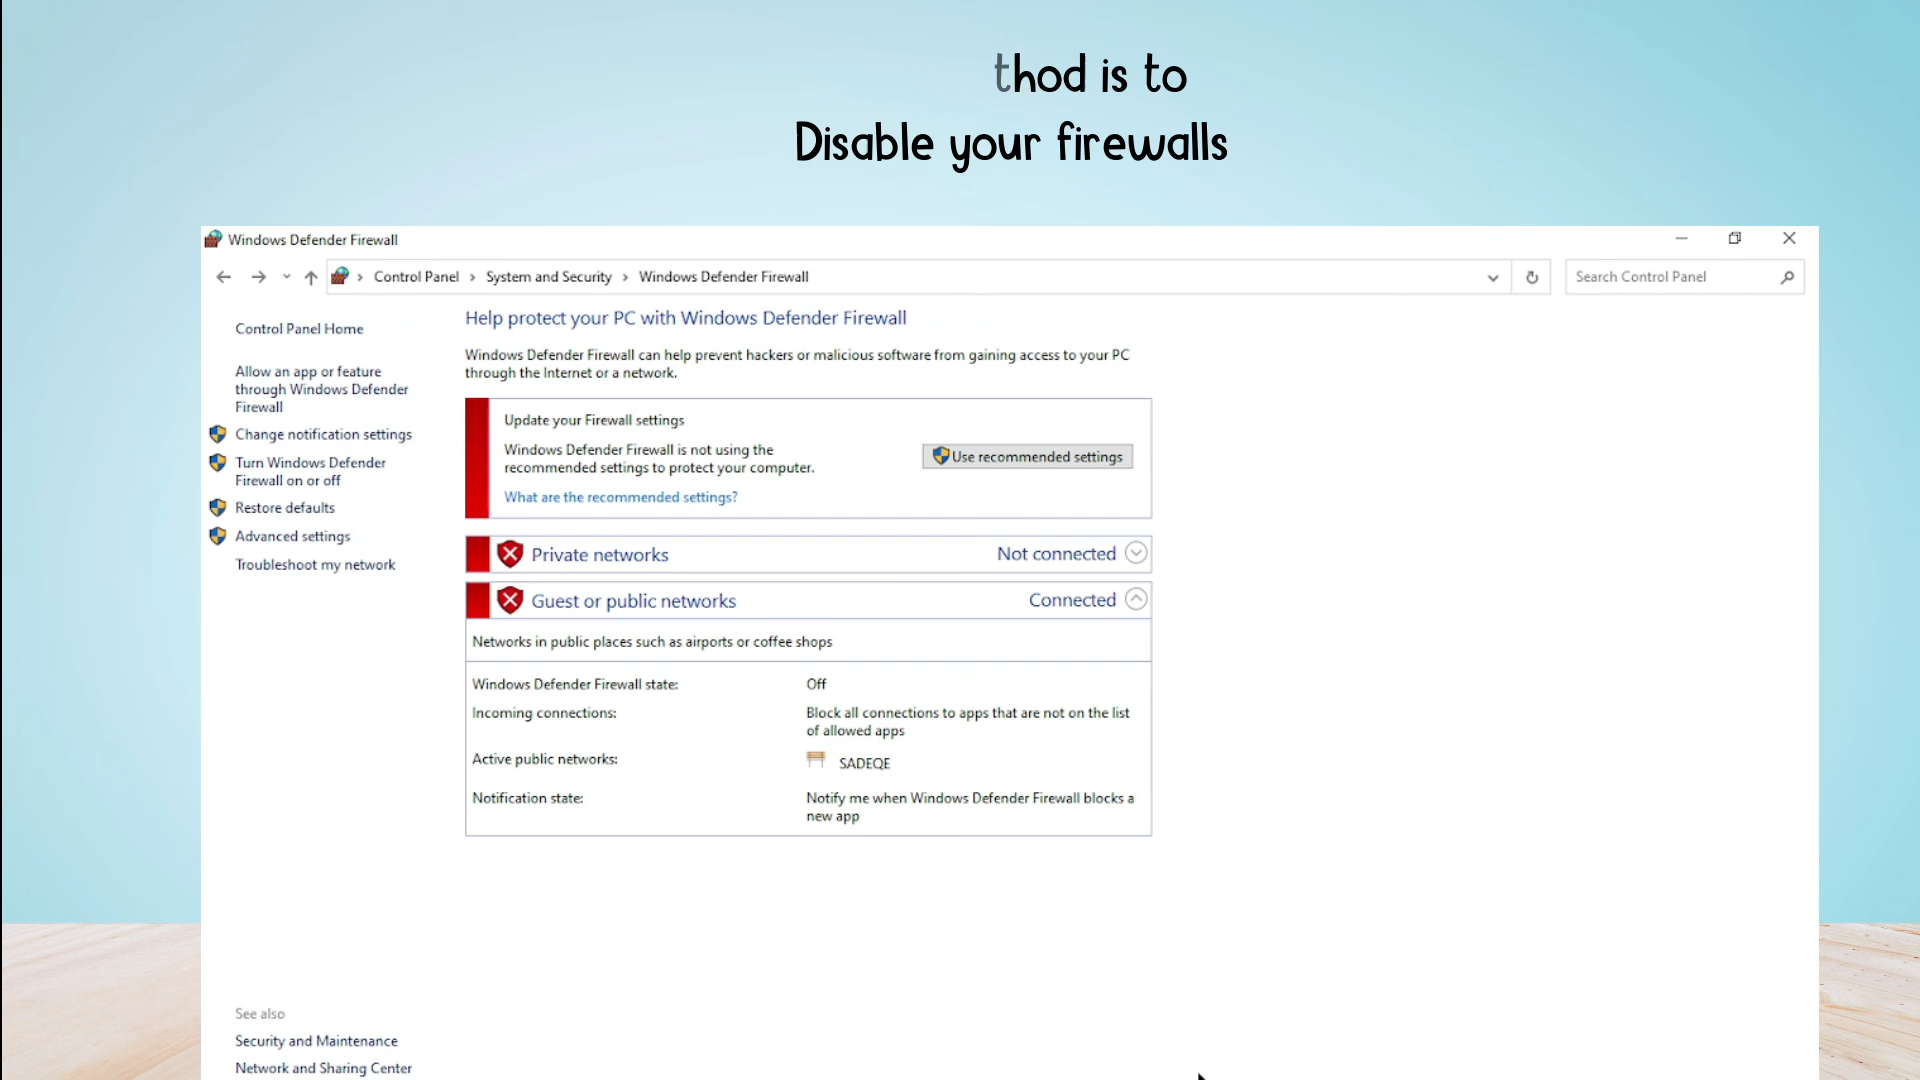 thod is to
Disable your firewalls
Windows Defender Firewall
Control Panel > System and Security > Windows Defender Firewall
Search Control Panel
Control Panel Home
Allow an app or feature
through Windows Defender
Firewall
Change notification settings
Turn Windows Defender
Firewall on or off
Restore defaults
Advanced settings
Troubleshoot my network
Help protect your PC with Windows Defender Firewall
Windows Defender Firewall can help prevent hackers or malicious software from gaining access to your PC
through the Internet or a network.
Update your Firewall settings
Windows Defender Firewall is not using the
recommended settings to protect your computer.
Use recommended settings
What are the recommended settings?
Private networks Not connected
Guest or public networks Connected
Networks in public places such as airports or coffee shops
Windows Defender Firewall state: Off
Incoming connections: Block all connections to apps that are not on the list
of allowed apps
Active public networks: SADEQE
Notification state: Notify me when Windows Defender Firewall blocks a
new app
See also
Security and Maintenance
Network and Sharing Center